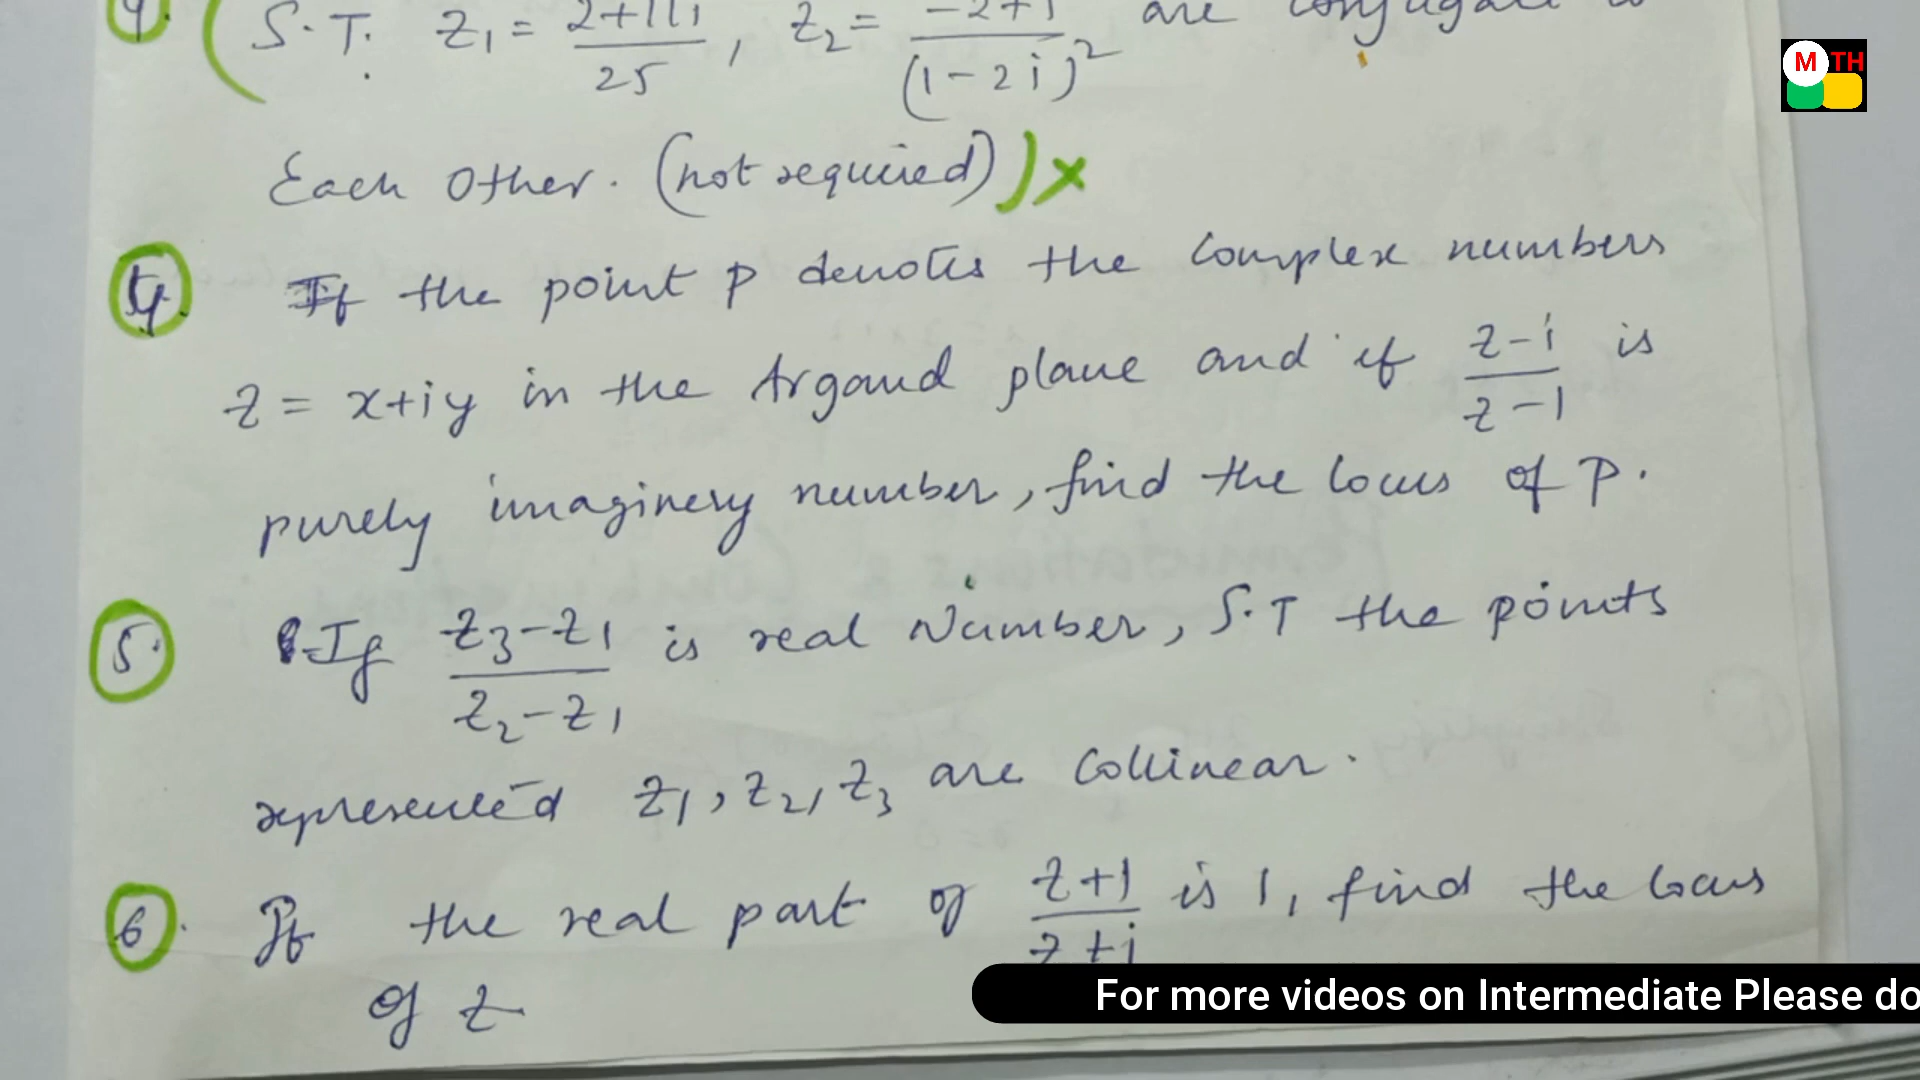 S.T. Z1 = 2+11i/25, Z2 = -2+i/(1-2i)² are conjugate to
Each Other. (not required)) x
4. If the point P denotes the Complex numbers
z = x+iy in the Argand plane and if z-i/z-1 is
purely imaginery number, find the locus of P.
5. If z3-z1/z2-z1 is real Number, S.T the points
represented z1, z2, z3 are Collinear.
6. If the real part of z+1/z+i is 1, find the locus
of z
M TH
For more videos on Intermediate Please do